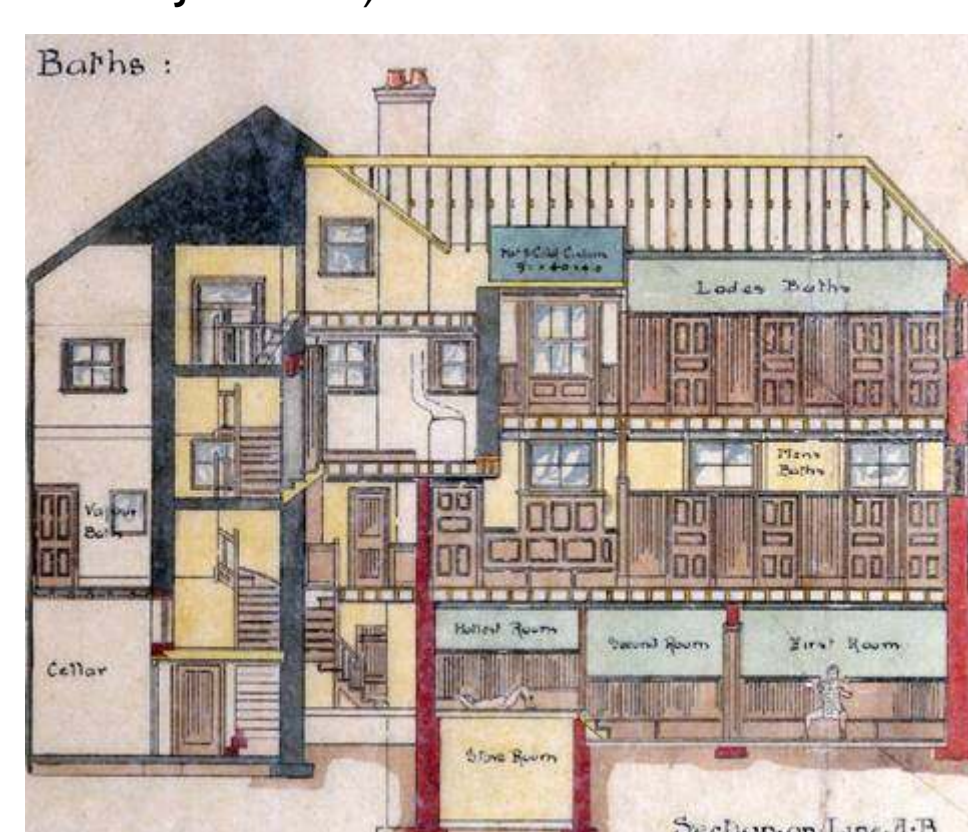 Baths :
Hot & Cold Cistern
Ladies Baths
Mens
Baths
Vapour
Bath
Hottest Room
Second Room
First Room
Cellar
Store Room
Section on Line A·B